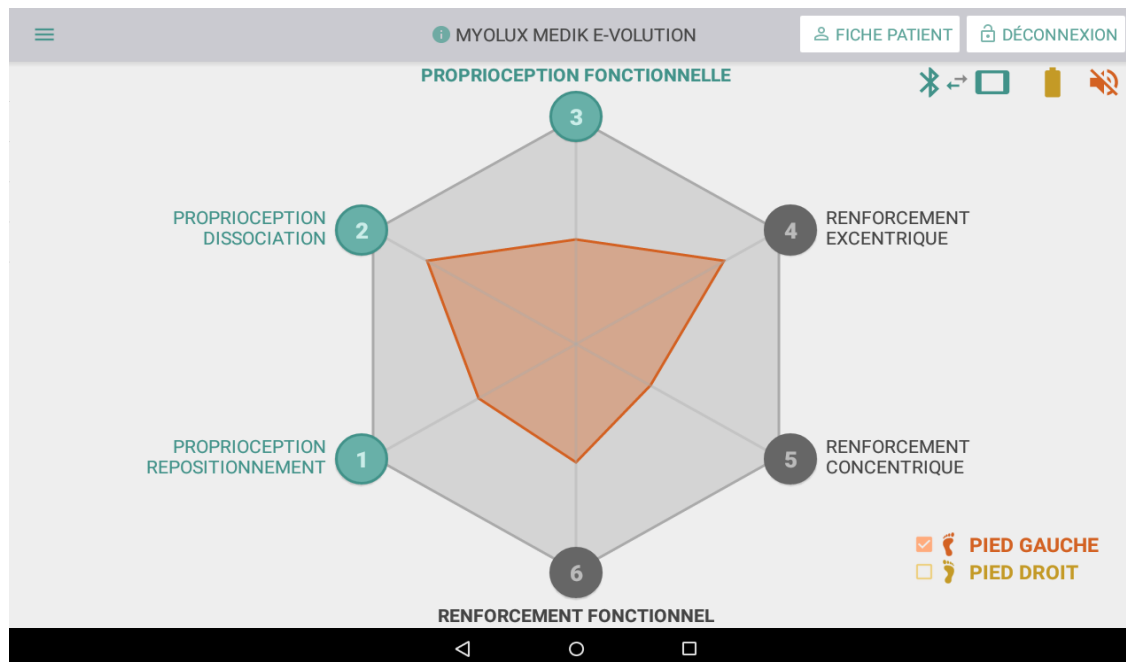 MYOLUX MEDIK E-VOLUTION
FICHE PATIENT
DÉCONNEXION
PROPRIOCEPTION FONCTIONNELLE
3
PROPRIOCEPTION
DISSOCIATION
2
4
RENFORCEMENT
EXCENTRIQUE
PROPRIOCEPTION
REPOSITIONNEMENT
1
5
RENFORCEMENT
CONCENTRIQUE
6
RENFORCEMENT FONCTIONNEL
PIED GAUCHE
PIED DROIT